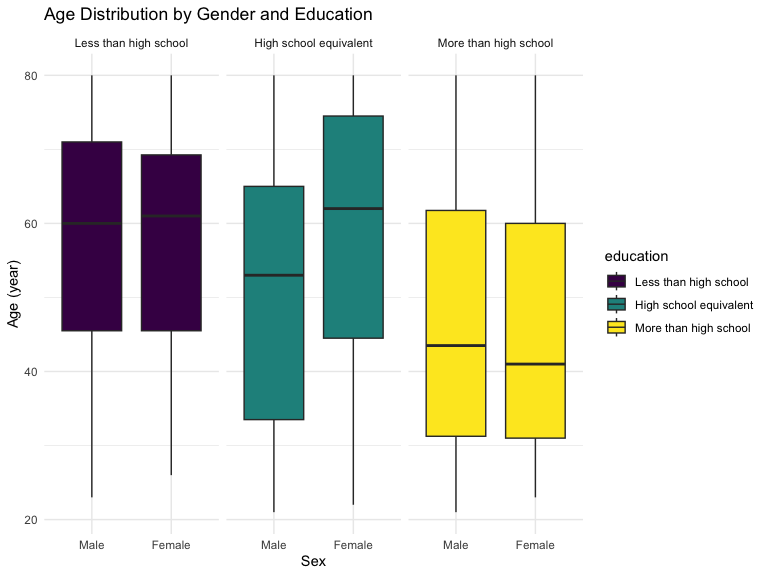 Age Distribution by Gender and Education
Less than high school
High school equivalent
More than high school
80
60
40
20
Age (year)
Male
Female
Male
Female
Male
Female
Sex
education
Less than high school
High school equivalent
More than high school